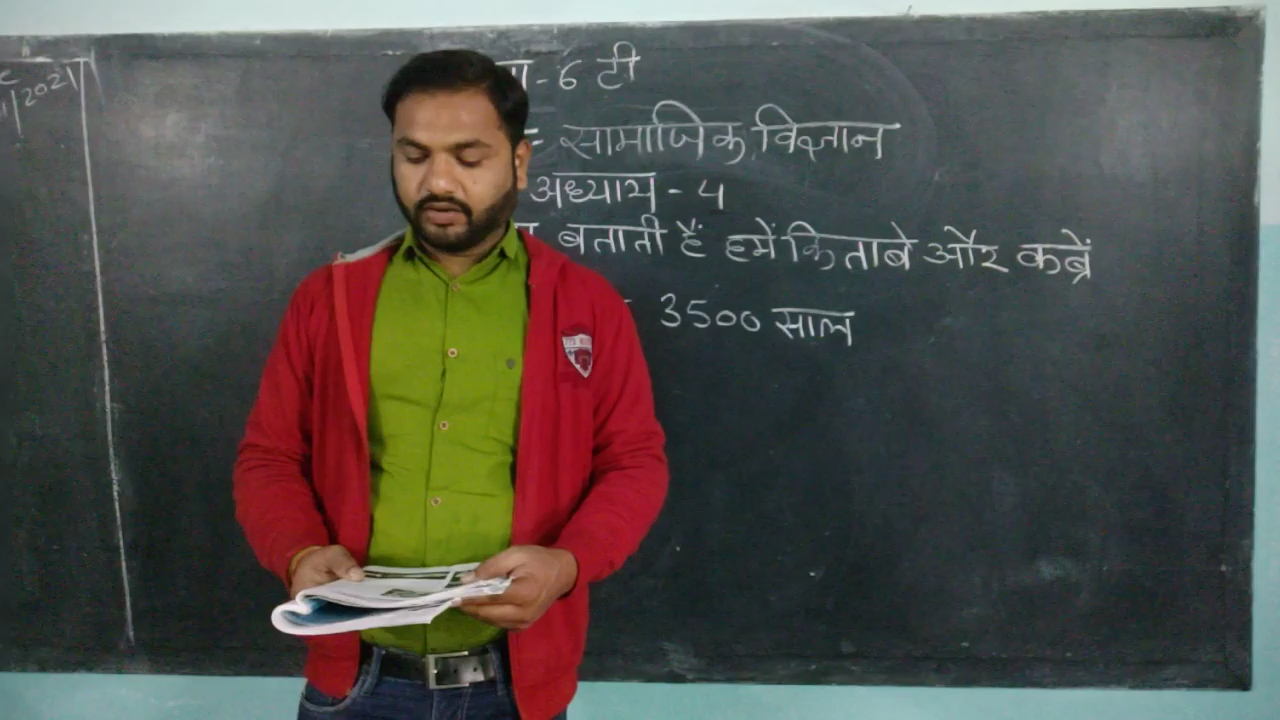 2021
- 6 टी
- सामाजिक विज्ञान
अध्याय - 4
बताती हैं हमें किताबे और कब्रें
3500 साल